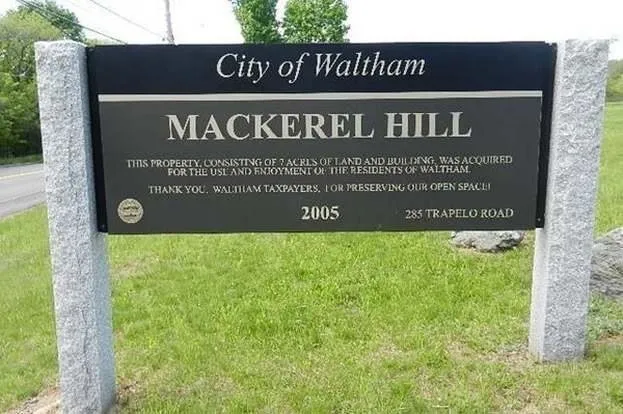 City of Waltham
MACKEREL HILL
THIS PROPERTY, CONSISTING OF 7 ACRES OF LAND AND BUILDING, WAS ACQUIRED
FOR THE USE AND ENJOYMENT OF THE RESIDENTS OF WALTHAM.
THANK YOU, WALTHAM TAXPAYERS, FOR PRESERVING OUR OPEN SPACE!
2005
285 TRAPELO ROAD